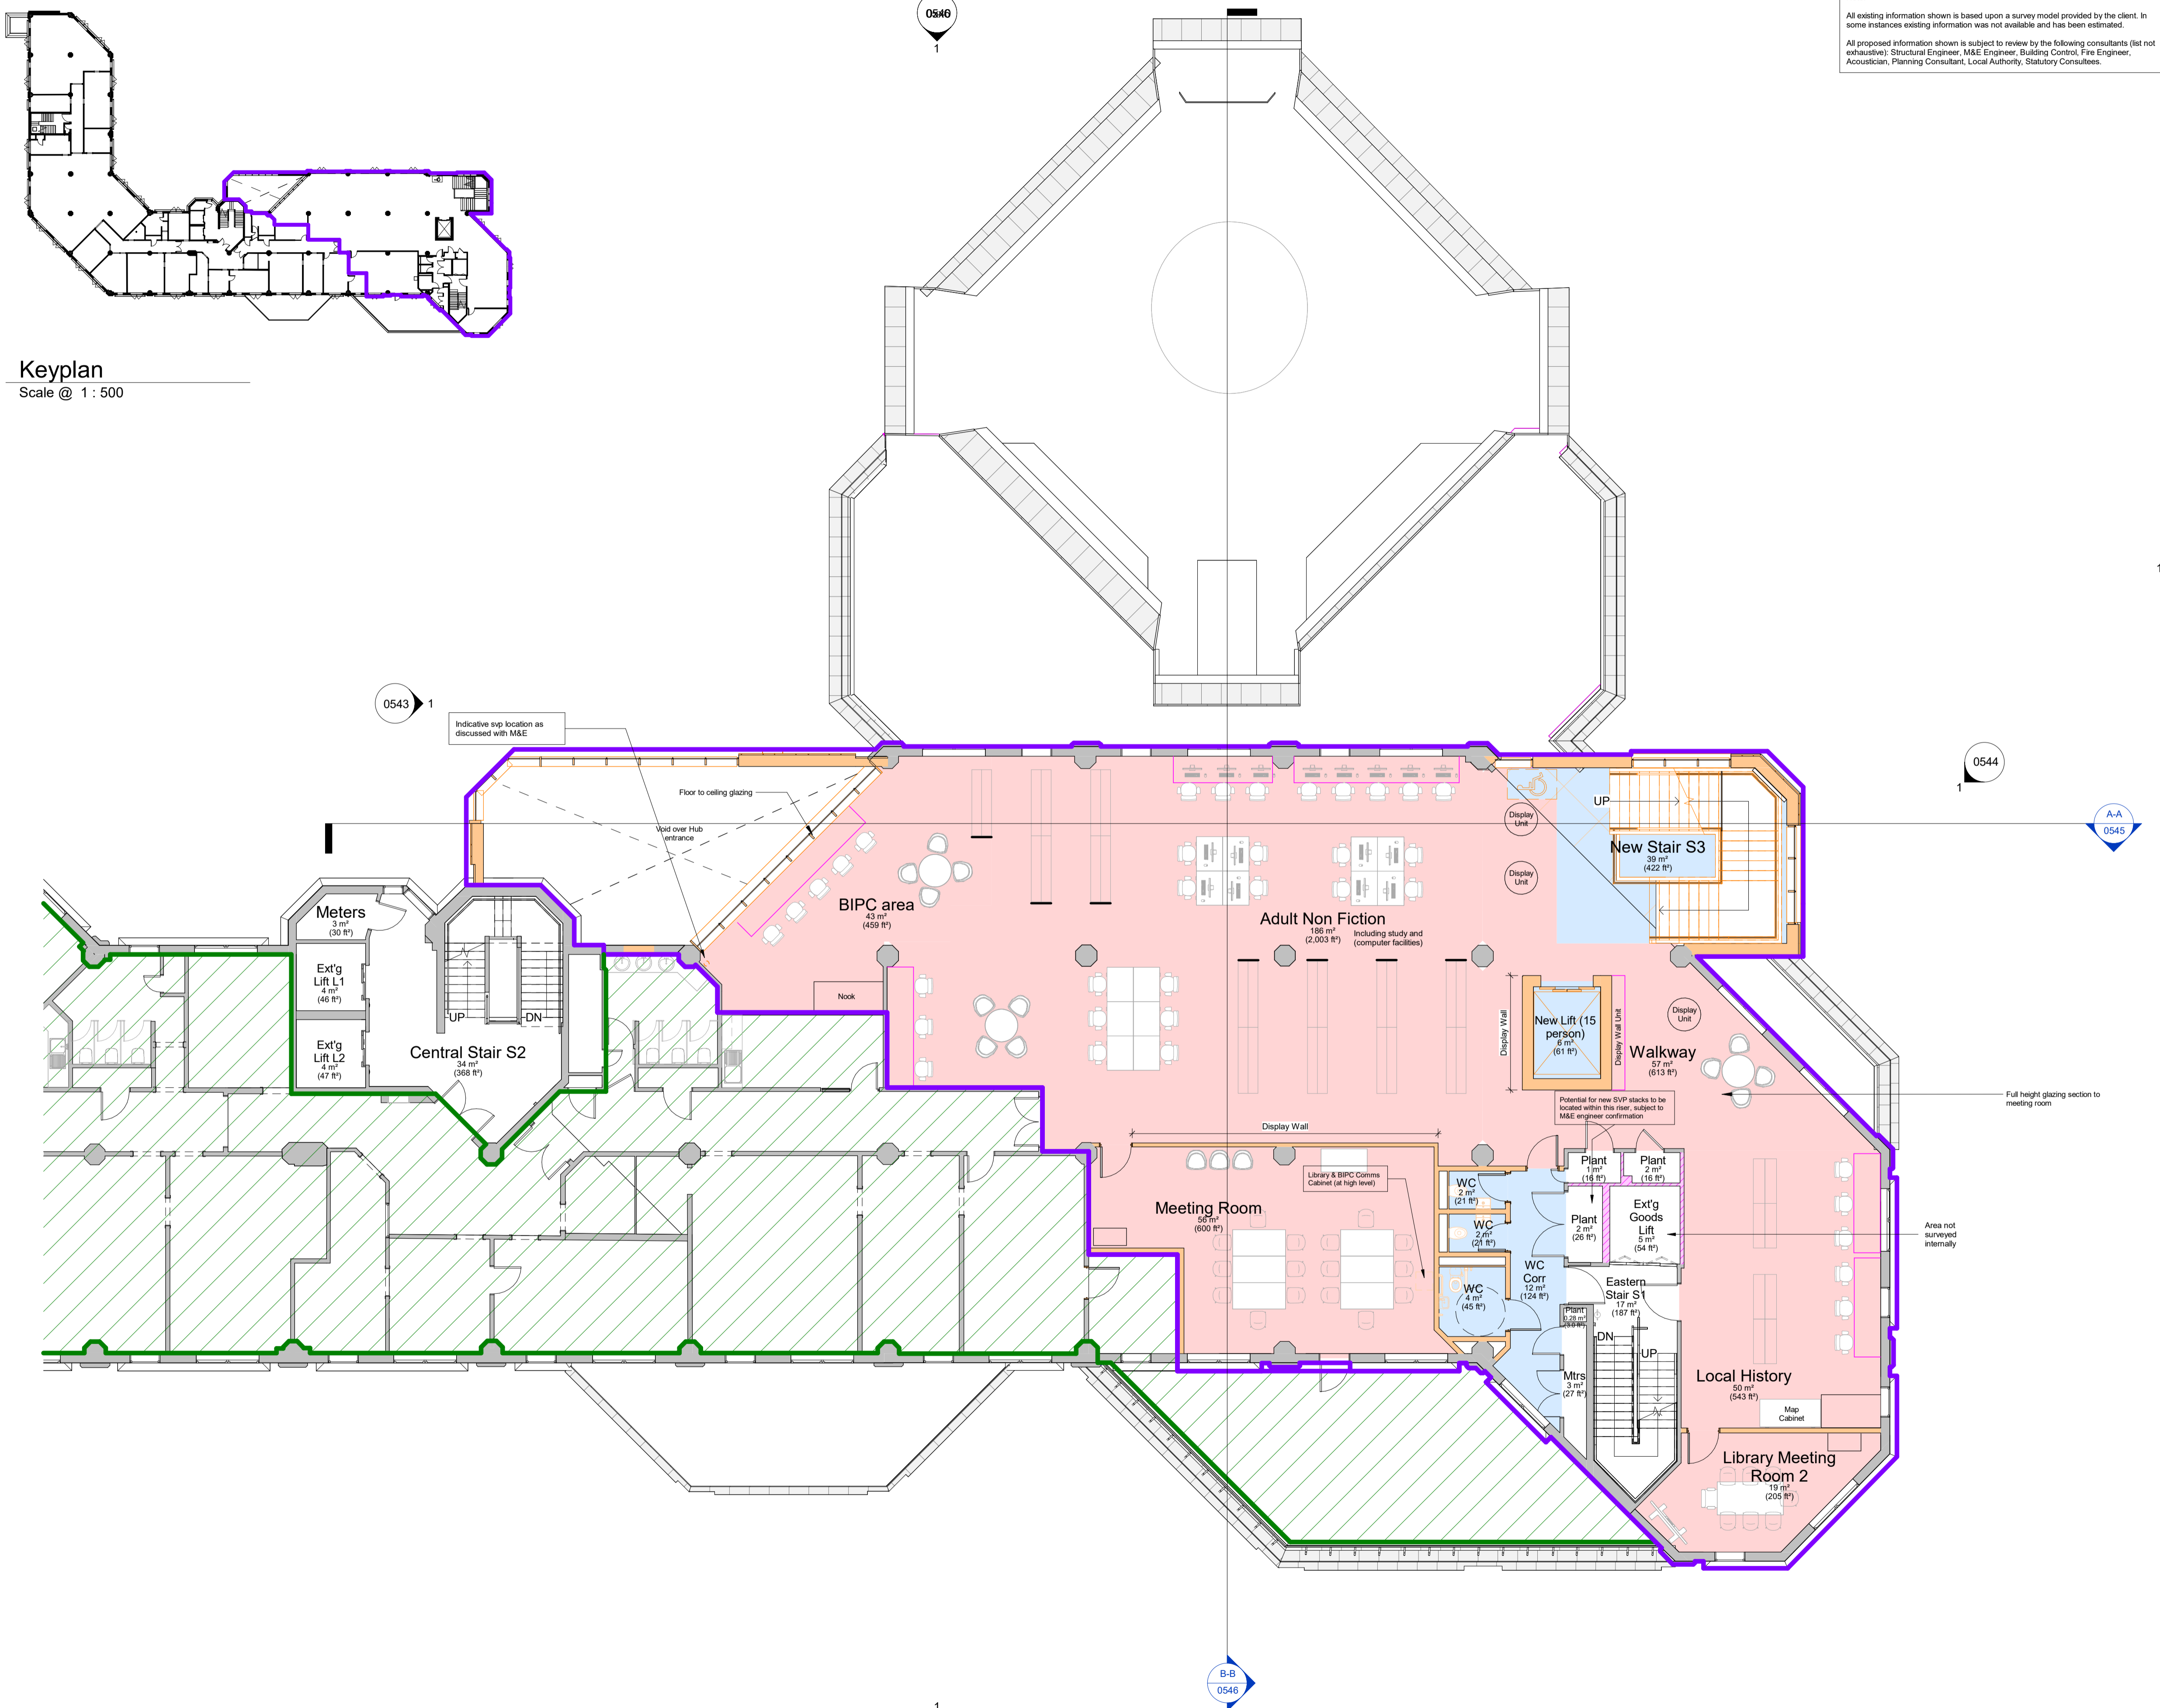 0540
1
All existing information shown is based upon a survey model provided by the client. In
some instances existing information was not available and has been estimated.
All proposed information shown is subject to review by the following consultants (list not
exhaustive): Structural Engineer, M&E Engineer, Building Control, Fire Engineer,
Acoustician, Planning Consultant, Local Authority, Statutory Consultees.
Keyplan
Scale @ 1 : 500
1
0543
1
Indicative svp location as
discussed with M&E
Floor to ceiling glazing
Void over Hub
entrance
0544
1
A-A
0545
UP
Display
Unit
New Stair S3
39 m²
(422 ft²)
Display
Unit
BIPC area
43 m²
(459 ft²)
Adult Non Fiction
186 m²
(2,003 ft²)
Including study and
(computer facilities)
Meters
3 m²
(30 ft²)
Ext'g
Lift L1
4 m²
(46 ft²)
Nook
UP
DN
Display
Unit
New Lift (15
person)
6 m²
(61 ft²)
Display Wall
Display Wall Unit
Ext'g
Lift L2
4 m²
(47 ft²)
Central Stair S2
34 m²
(368 ft²)
Walkway
57 m²
(613 ft²)
Full height glazing section to
meeting room
Potential for new SVP stacks to be
located within this riser, subject to
M&E engineer confirmation
Display Wall
Library & BIPC Comms
Cabinet (at high level)
Plant
1 m²
(16 ft²)
Plant
2 m²
(16 ft²)
WC
2 m²
(21 ft²)
Meeting Room
56 m²
(600 ft²)
WC
2 m²
(21 ft²)
Plant
2 m²
(26 ft²)
Ext'g
Goods
Lift
5 m²
(54 ft²)
Area not
surveyed
internally
WC
4 m²
(45 ft²)
WC
Corr
12 m²
(124 ft²)
Eastern
Stair S1
17 m²
(187 ft²)
Plant
0.28 m²
(3.0 ft²)
DN
UP
Mtrs
3 m²
(27 ft²)
Local History
50 m²
(543 ft²)
Map
Cabinet
Library Meeting
Room 2
19 m²
(205 ft²)
B-B
0546
1